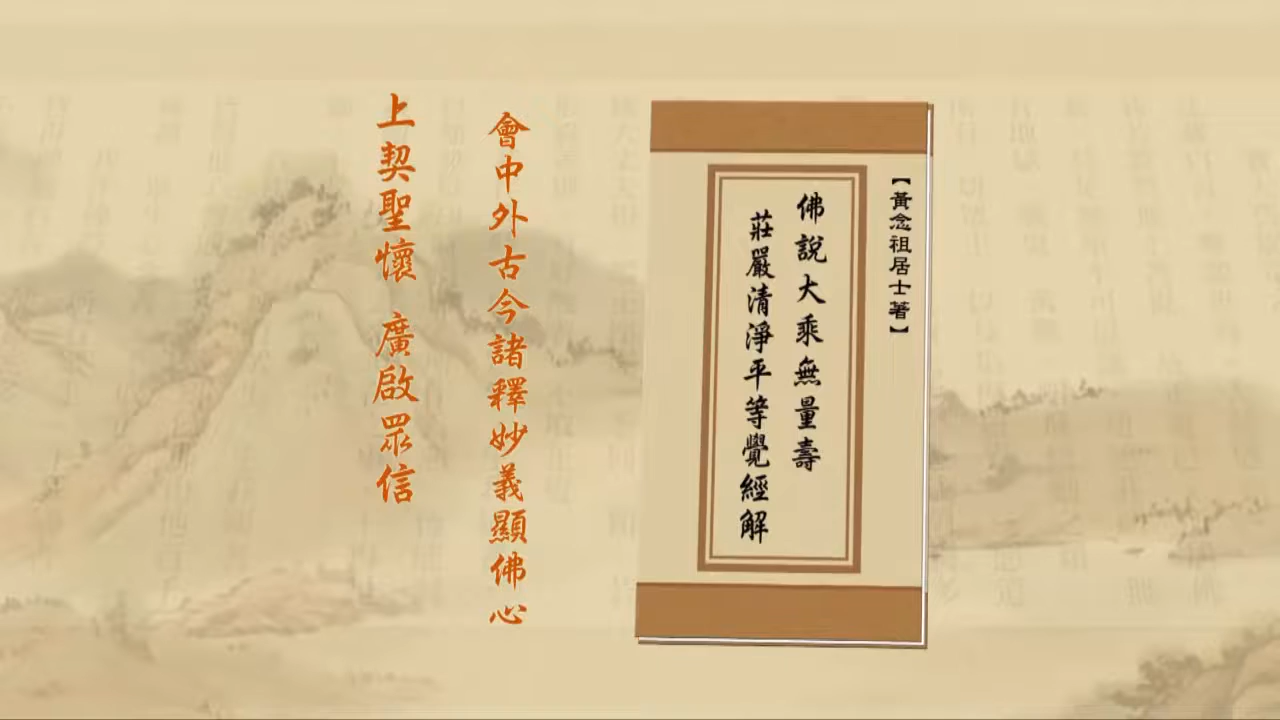 【黃念祖居士著】
佛說大乘無量壽
莊嚴清淨平等覺經解
會中外古今諸釋妙義顯佛心
上契聖懷 廣啟眾信